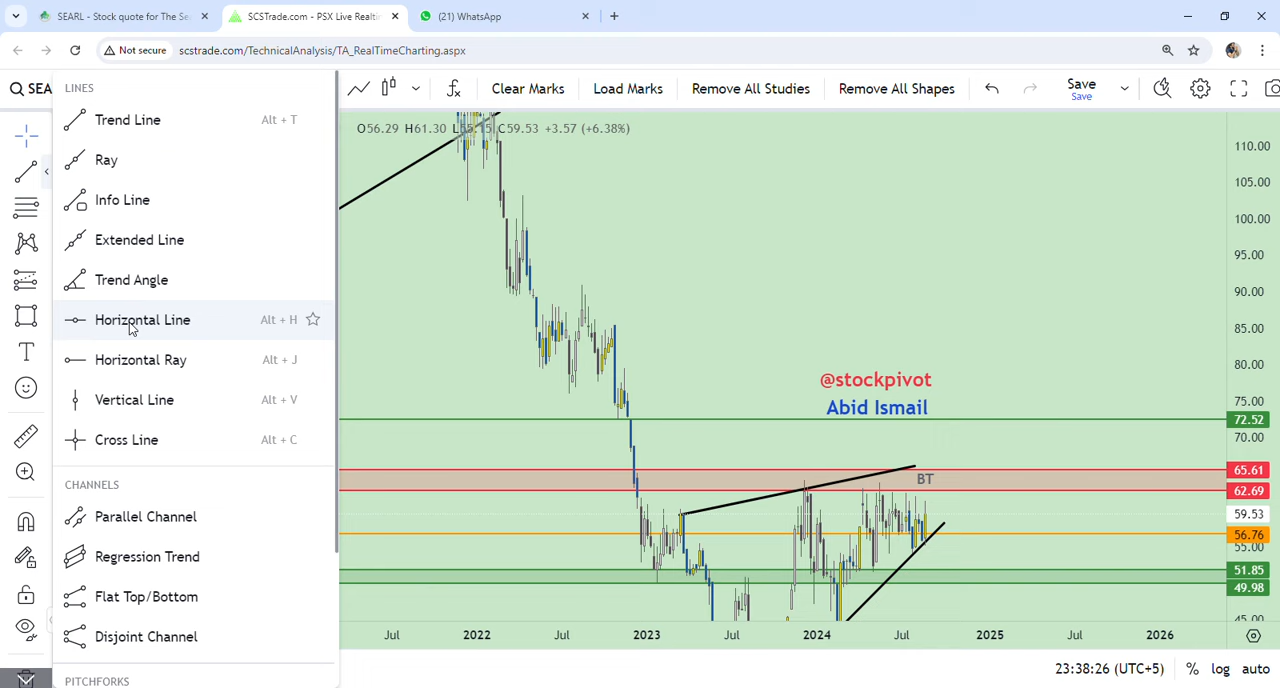 SEARL - Stock quote for The Se
SCSTrade.com - PSX Live Realti
(21) WhatsApp
Not secure
scstrade.com/TechnicalAnalysis/TA_RealTimeCharting.aspx
SEA
Clear Marks
Load Marks
Remove All Studies
Remove All Shapes
Save
Save
LINES
Trend Line Alt + T
Ray
Info Line
Extended Line
Trend Angle
Horizontal Line Alt + H
Horizontal Ray Alt + J
Vertical Line Alt + V
Cross Line Alt + C
CHANNELS
Parallel Channel
Regression Trend
Flat Top/Bottom
Disjoint Channel
PITCHFORKS
O56.29 H61.30 L55.15 C59.53 +3.57 (+6.38%)
@stockpivot
Abid Ismail
BT
110.00
105.00
100.00
95.00
90.00
85.00
80.00
75.00
72.52
70.00
65.61
62.69
59.53
56.76
55.00
51.85
49.98
45.00
Jul 2022 Jul 2023 Jul 2024 Jul 2025 Jul 2026
23:38:26 (UTC+5) % log auto